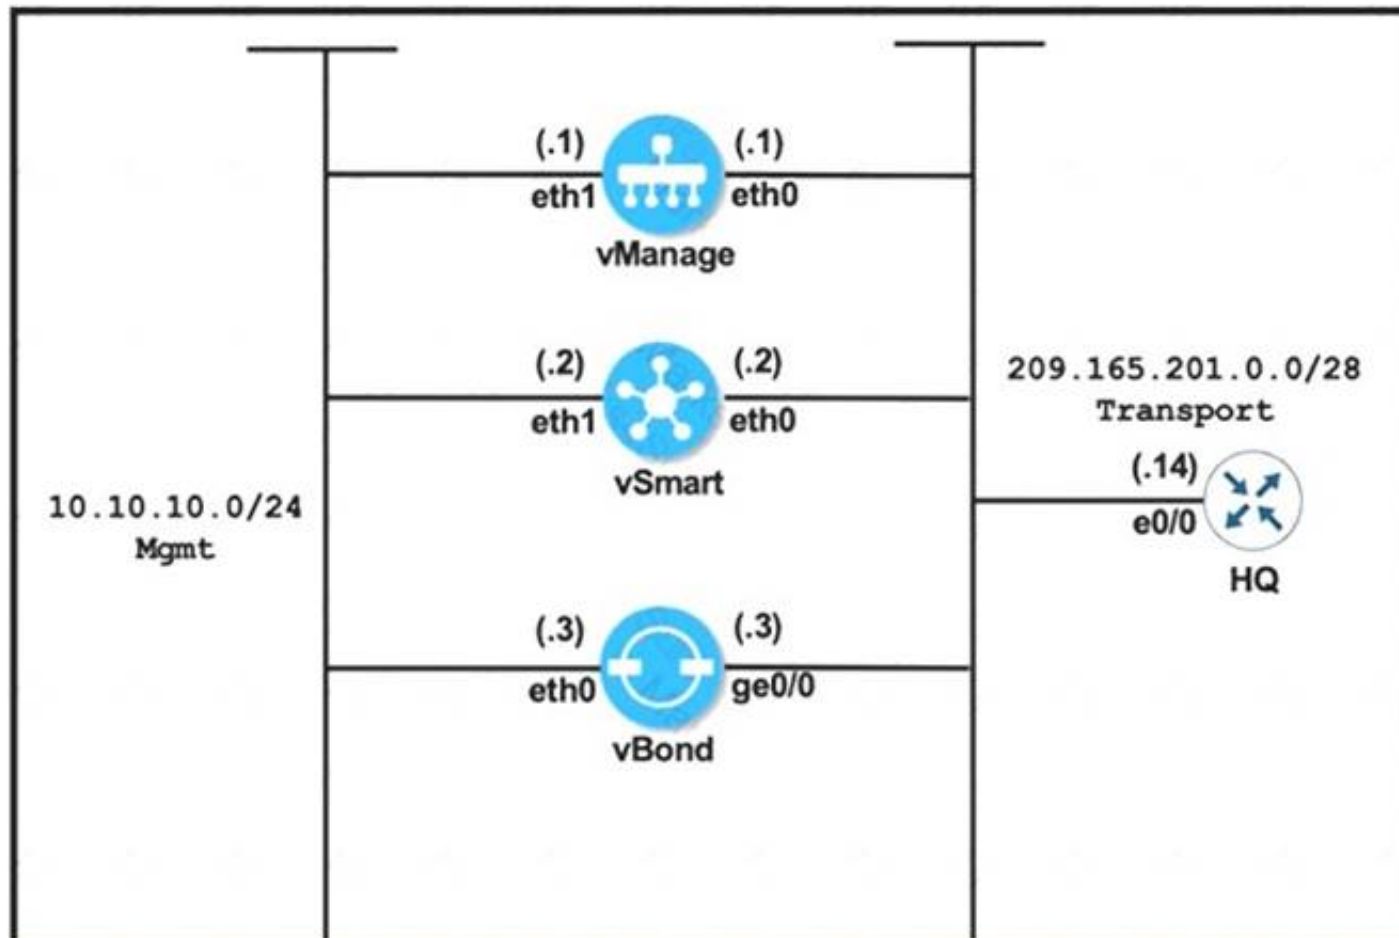 (.1)
(.1)
eth1
eth0
vManage
(.2)
(.2)
eth1
eth0
vSmart
209.165.201.0.0/28
Transport
(.14)
e0/0
HQ
10.10.10.0/24
Mgmt
(.3)
(.3)
eth0
ge0/0
vBond